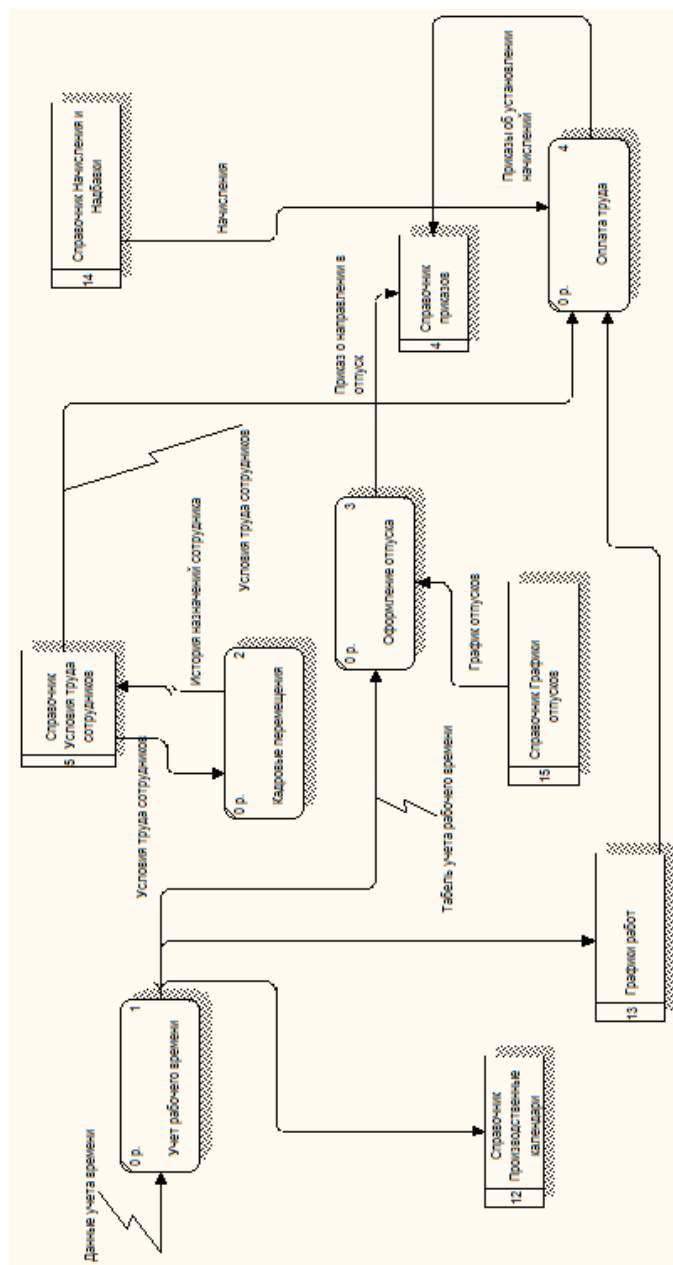 Данные учета времени
0 р.
1
Учет рабочего времени
12
Справочник
Производственные
календари
13
Графики работ
Табель учета рабочего времени
5
Справочник
Условия труда
сотрудников
Условия труда сотрудников
История назначений сотрудника
0 р.
2
Кадровые перемещения
Условия труда сотрудников
0 р.
3
Оформление отпуска
График отпусков
15
Справочник Графики
отпусков
Приказ о направлении в
отпуск
4
Справочник
приказов
14
Справочник Начисления и
Надбавки
Начисления
Приказы об установлении
начислений
0 р.
4
Оплата труда